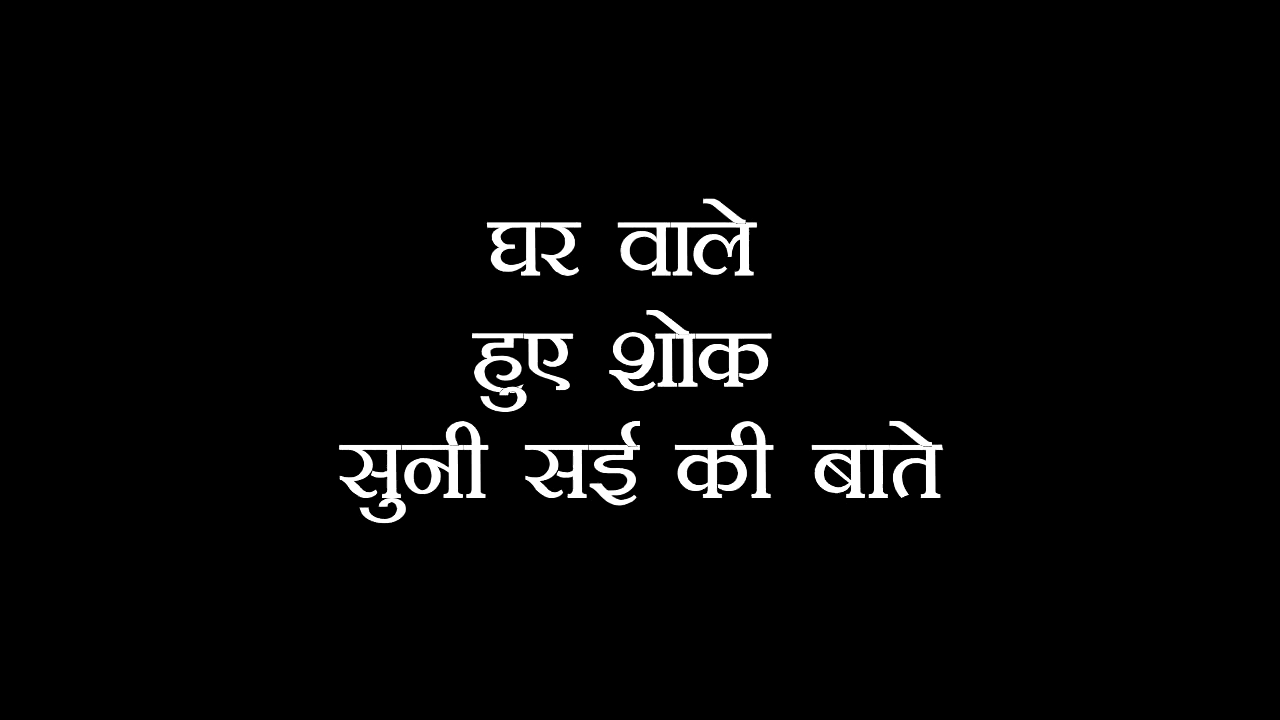 घर वाले
हुए शोक
सुनी सई की बाते